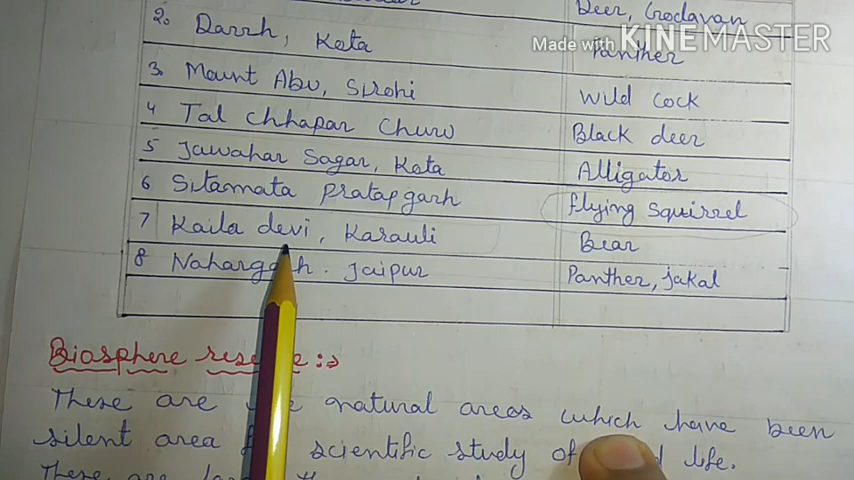 Deer, Godavan
2. Darrh, Kota Panther
Made with KINEMASTER
3. Mount Abu, Sirohi Wild Cock
4 Tal Chhapar Churu Black deer
5 Jawahar Sagar, Kota Alligator
6 Sitamata Pratapgarh flying squirrel
7 Kaila devi, Karauli Bear
8 Jaipur Panther, jakal
Biosphere :→
These are natural areas which have been
silent area scientific study of life.
These are